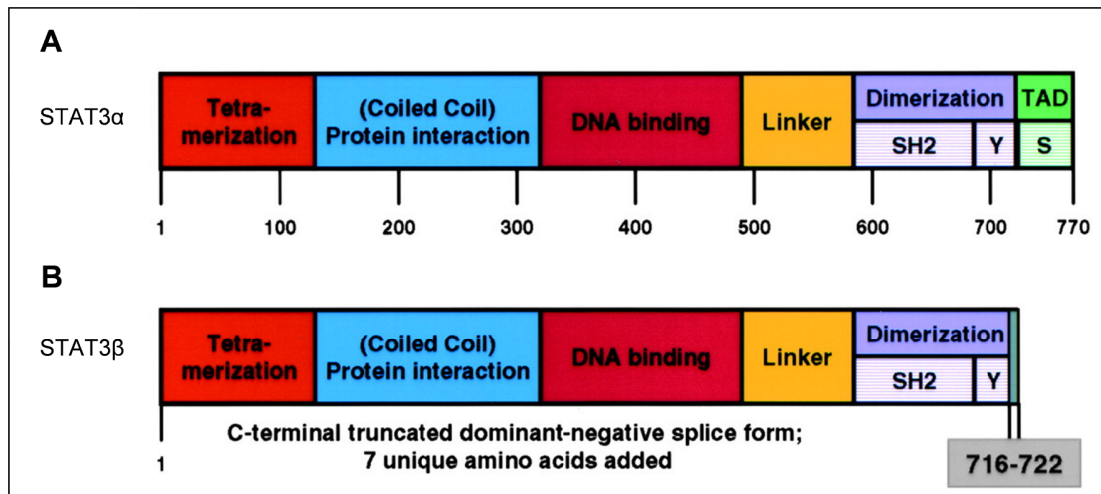 A
STAT3α
Tetra-
merization
(Coiled Coil)
Protein interaction
DNA binding
Linker
Dimerization
TAD
SH2
Y
S
1
100
200
300
400
500
600
700
770
B
STAT3β
Tetra-
merization
(Coiled Coil)
Protein interaction
DNA binding
Linker
Dimerization
SH2
Y
C-terminal truncated dominant-negative splice form;
7 unique amino acids added
1
716-722